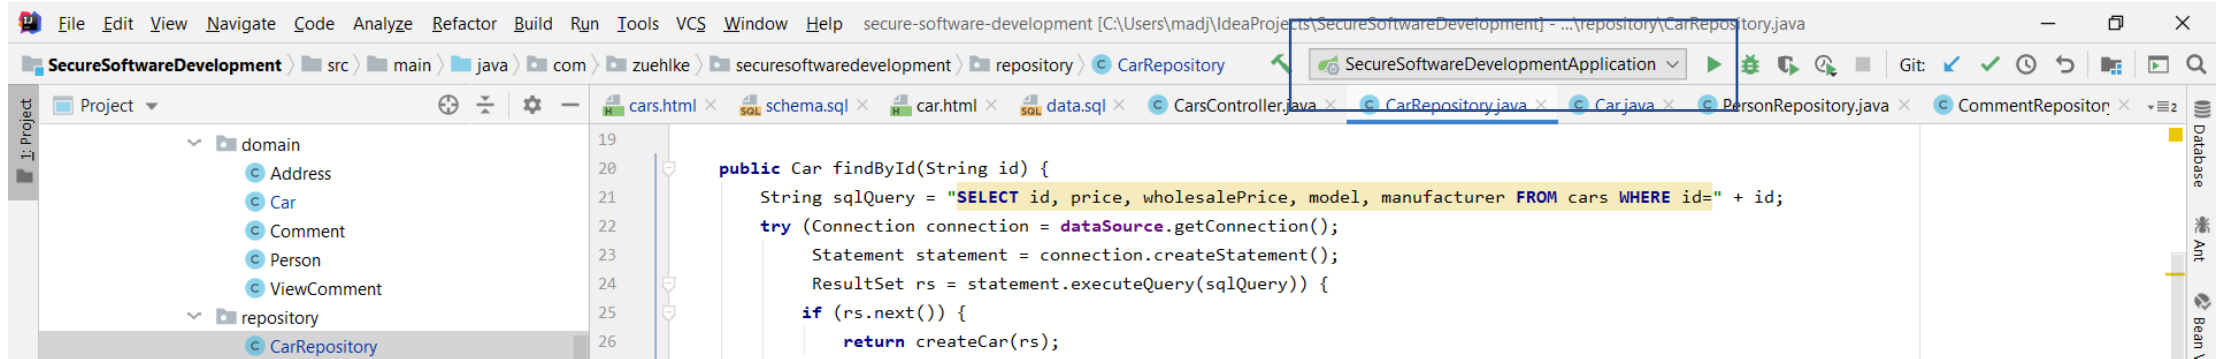 File Edit View Navigate Code Analyze Refactor Build Run Tools VCS Window Help secure-software-development [C:\Users\madj\IdeaProjects\SecureSoftwareDevelopment] - ...\repository\CarRepository.java
SecureSoftwareDevelopment src main java com zuehlke securesoftwaredevelopment repository CarRepository SecureSoftwareDevelopmentApplication Git:
Project cars.html schema.sql car.html data.sql CarsController.java CarRepository.java Car.java PersonRepository.java CommentRepository 2
1: Project
domain
Address
Car
Comment
Person
ViewComment
repository
CarRepository
19
20 public Car findById(String id) {
21 String sqlQuery = "SELECT id, price, wholesalePrice, model, manufacturer FROM cars WHERE id=" + id;
22 try (Connection connection = dataSource.getConnection();
23 Statement statement = connection.createStatement();
24 ResultSet rs = statement.executeQuery(sqlQuery)) {
25 if (rs.next()) {
26 return createCar(rs);
Database
Ant
Bean